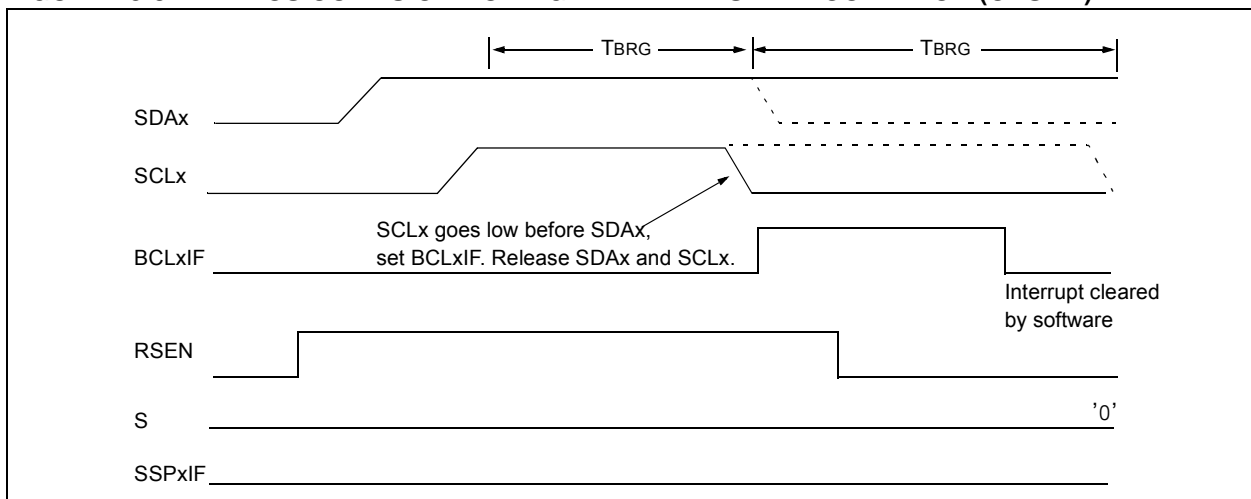 TBRG TBRG
SDAx
SCLx
SCLx goes low before SDAx,
set BCLxIF. Release SDAx and SCLx.
BCLxIF
Interrupt cleared
by software
RSEN
S '0'
SSPxIF